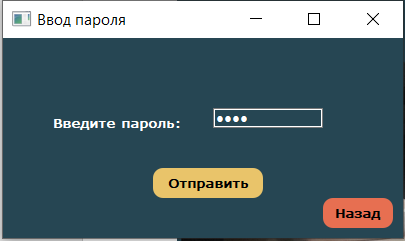 Ввод пароля
Введите пароль:
Отправить
Назад